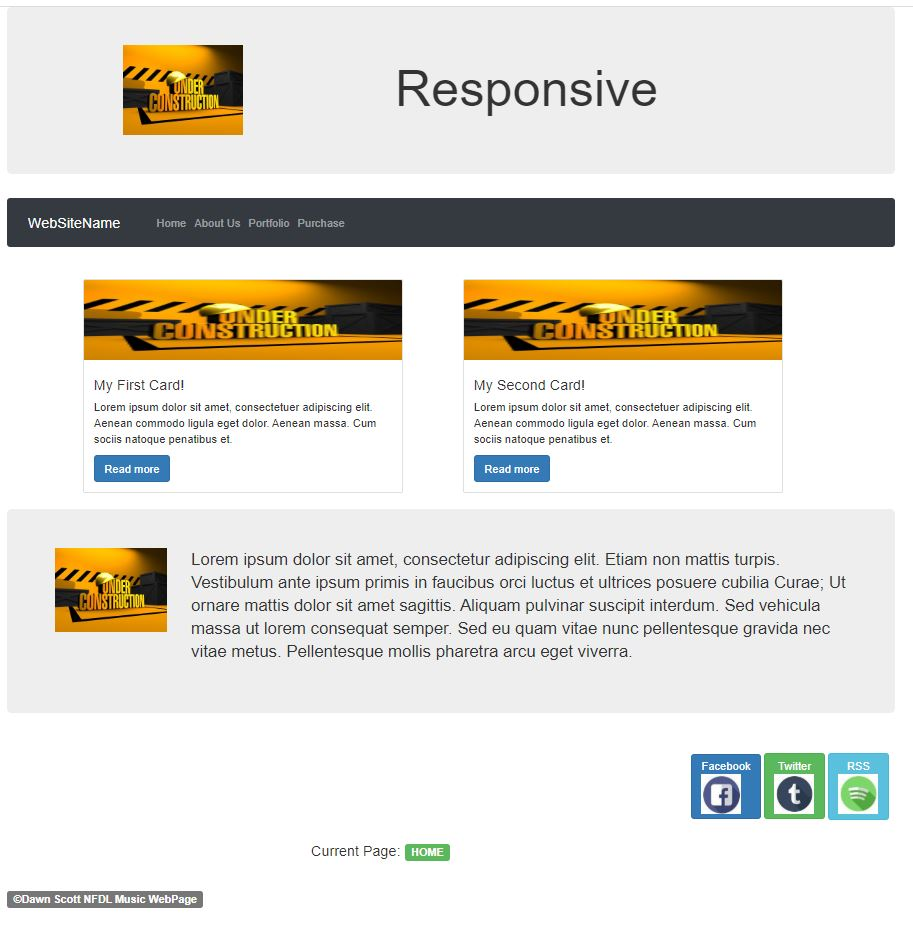 UNDER
CONSTRUCTION
Responsive
WebSiteName Home About Us Portfolio Purchase
UNDER
CONSTRUCTION
My First Card!
Lorem ipsum dolor sit amet, consectetuer adipiscing elit.
Aenean commodo ligula eget dolor. Aenean massa. Cum
sociis natoque penatibus et.
Read more
UNDER
CONSTRUCTION
My Second Card!
Lorem ipsum dolor sit amet, consectetuer adipiscing elit.
Aenean commodo ligula eget dolor. Aenean massa. Cum
sociis natoque penatibus et.
Read more
UNDER
CONSTRUCTION
Lorem ipsum dolor sit amet, consectetur adipiscing elit. Etiam non mattis turpis.
Vestibulum ante ipsum primis in faucibus orci luctus et ultrices posuere cubilia Curae; Ut
ornare mattis dolor sit amet sagittis. Aliquam pulvinar suscipit interdum. Sed vehicula
massa ut lorem consequat semper. Sed eu quam vitae nunc pellentesque gravida nec
vitae metus. Pellentesque mollis pharetra arcu eget viverra.
Facebook Twitter RSS
f t
Current Page: HOME
©Dawn Scott NFDL Music WebPage